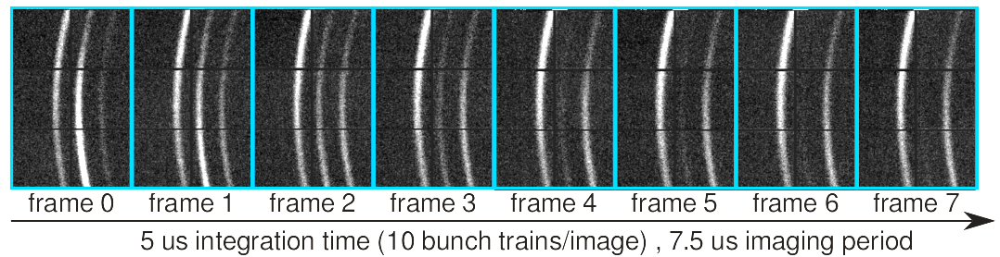 frame 0 frame 1 frame 2 frame 3 frame 4 frame 5 frame 6 frame 7
5 us integration time (10 bunch trains/image) , 7.5 us imaging period